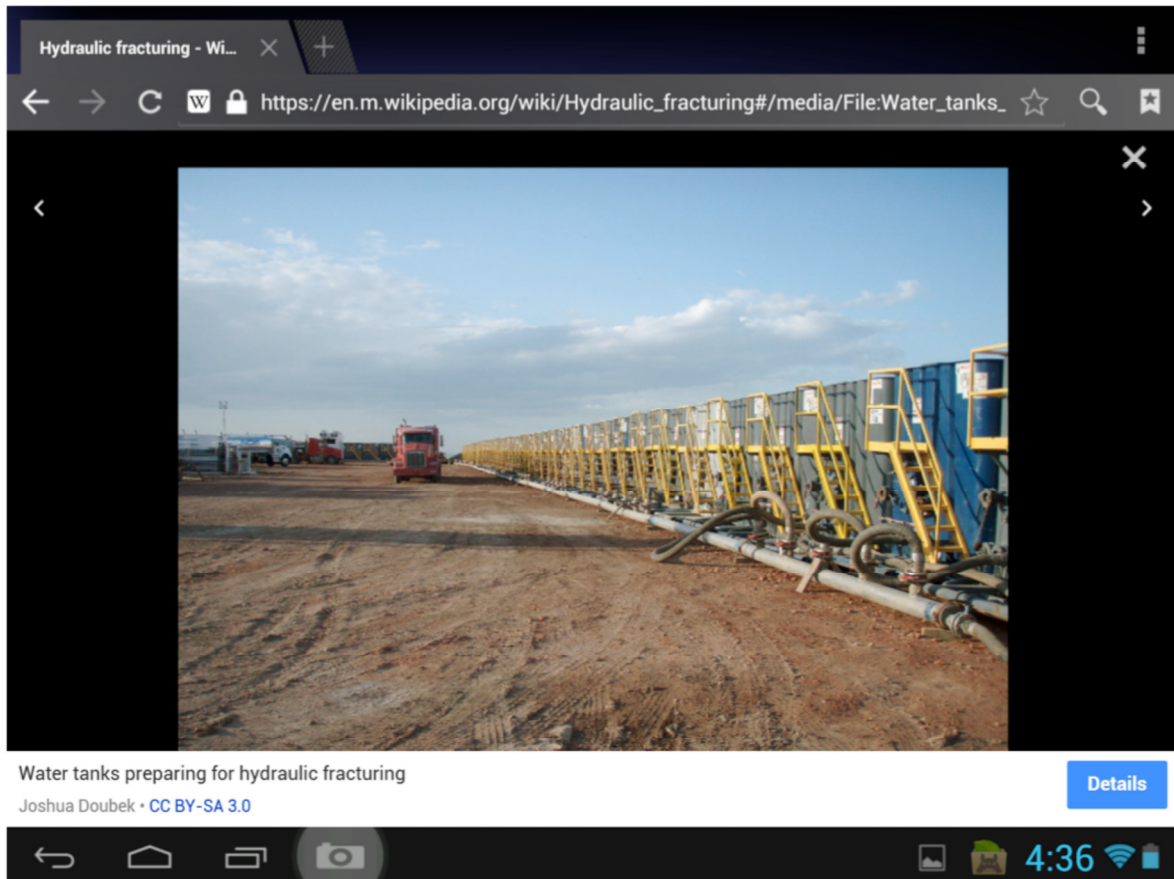 Hydraulic fracturing - Wi...
W https://en.m.wikipedia.org/wiki/Hydraulic_fracturing#/media/File:Water_tanks_
Water tanks preparing for hydraulic fracturing
Details
Joshua Doubek • CC BY-SA 3.0
4:36